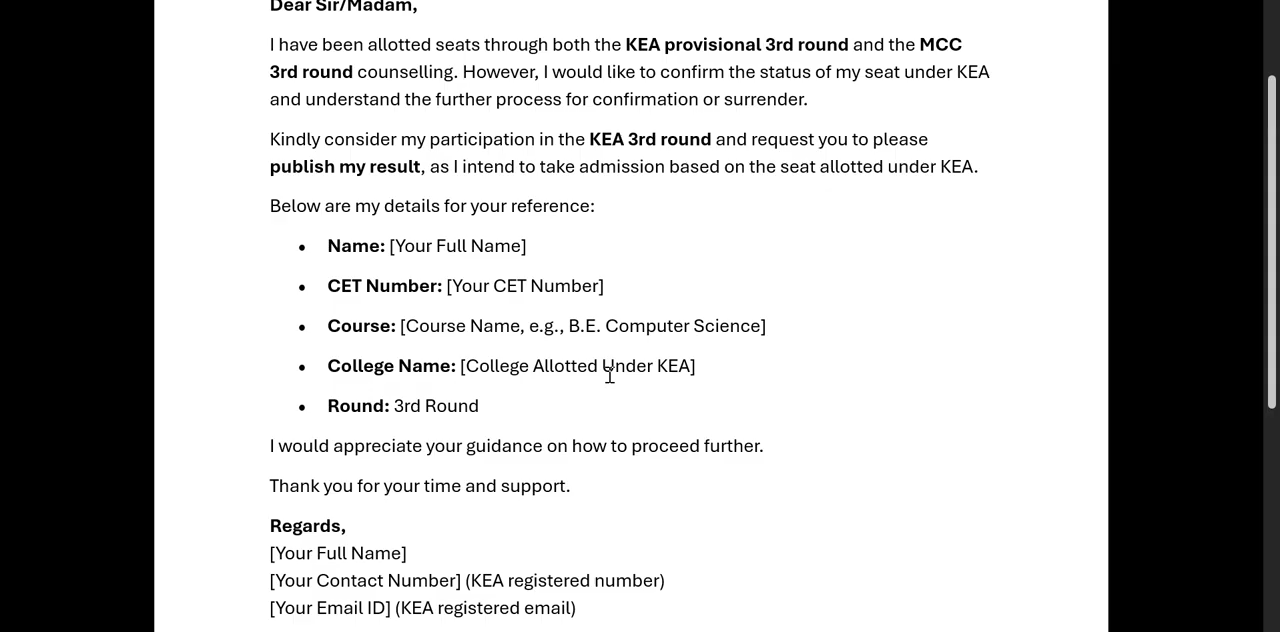 Dear Sir/Madam,
I have been allotted seats through both the KEA provisional 3rd round and the MCC
3rd round counselling. However, I would like to confirm the status of my seat under KEA
and understand the further process for confirmation or surrender.
Kindly consider my participation in the KEA 3rd round and request you to please
publish my result, as I intend to take admission based on the seat allotted under KEA.
Below are my details for your reference:
• Name: [Your Full Name]
• CET Number: [Your CET Number]
• Course: [Course Name, e.g., B.E. Computer Science]
• College Name: [College Allotted Under KEA]
• Round: 3rd Round
I would appreciate your guidance on how to proceed further.
Thank you for your time and support.
Regards,
[Your Full Name]
[Your Contact Number] (KEA registered number)
[Your Email ID] (KEA registered email)